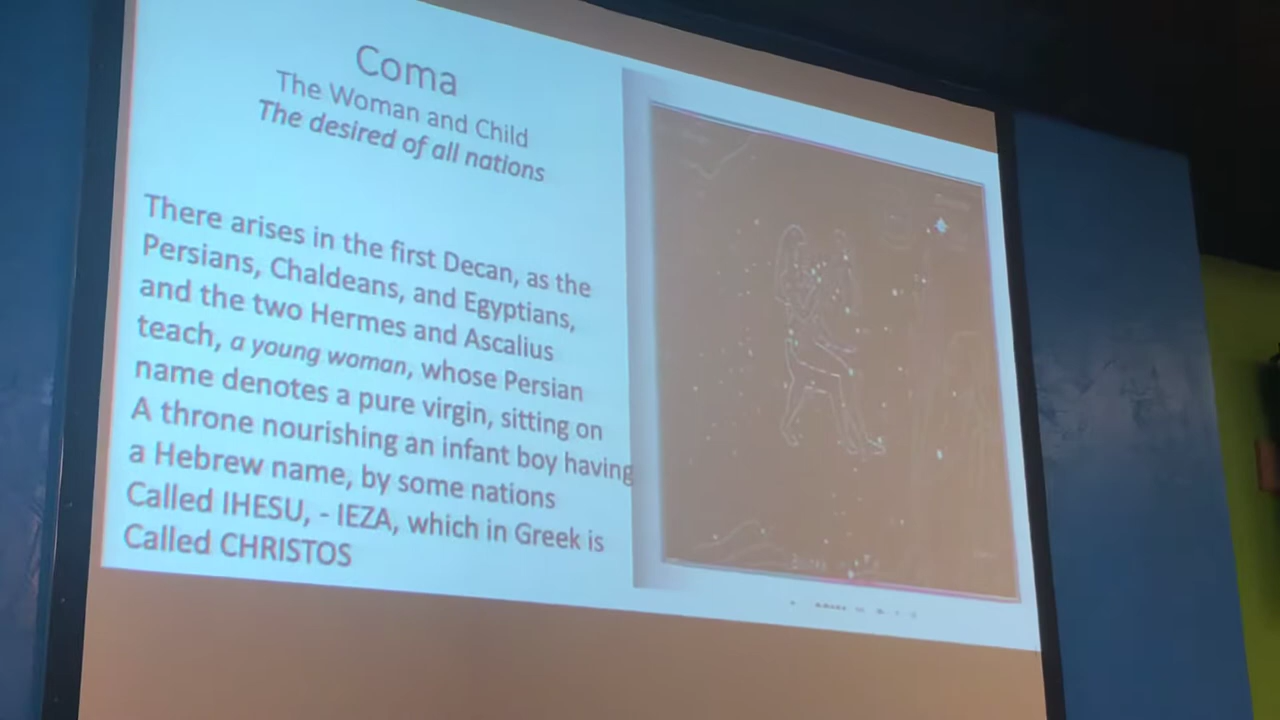 Coma
The Woman and Child
The desired of all nations
There arises in the first Decan, as the
Persians, Chaldeans, and Egyptians,
and the two Hermes and Ascalius
teach, a young woman, whose Persian
name denotes a pure virgin, sitting on
A throne nourishing an infant boy having
a Hebrew name, by some nations
Called IHESU, - IEZA, which in Greek is
Called CHRISTOS